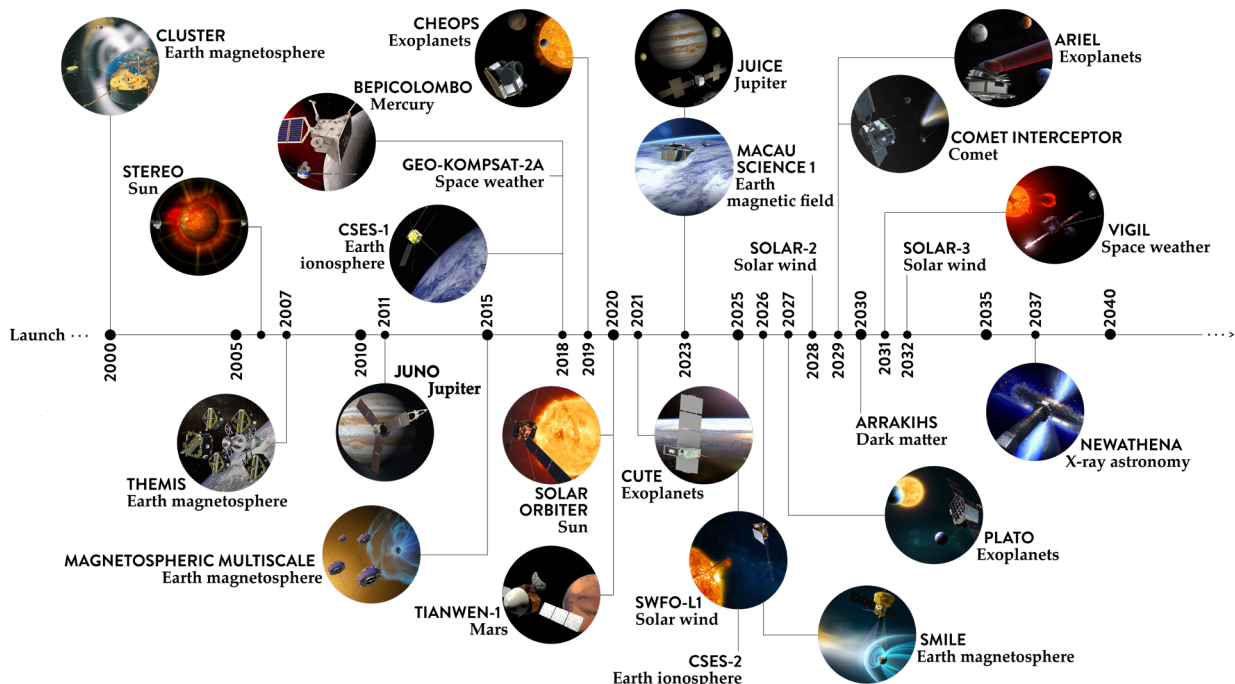 CLUSTER
Earth magnetosphere
CHEOPS
Exoplanets
BEPICOLOMBO
Mercury
STEREO
Sun
GEO-KOMPSAT-2A
Space weather
CSES-1
Earth
ionosphere
JUICE
Jupiter
MACAU
SCIENCE 1
Earth
magnetic field
ARIEL
Exoplanets
COMET INTERCEPTOR
Comet
SOLAR-2
Solar wind
SOLAR-3
Solar wind
VIGIL
Space weather
Launch ···
2000
2005
2007
2010
2011
2015
2018
2019
2020
2021
2023
2025
2026
2027
2028
2029
2030
2031
2032
2035
2037
2040
THEMIS
Earth magnetosphere
JUNO
Jupiter
MAGNETOSPHERIC MULTISCALE
Earth magnetosphere
SOLAR
ORBITER
Sun
TIANWEN-1
Mars
CUTE
Exoplanets
SWFO-L1
Solar wind
CSES-2
Earth ionosphere
SMILE
Earth magnetosphere
PLATO
Exoplanets
ARRAKIHS
Dark matter
NEWATHENA
X-ray astronomy